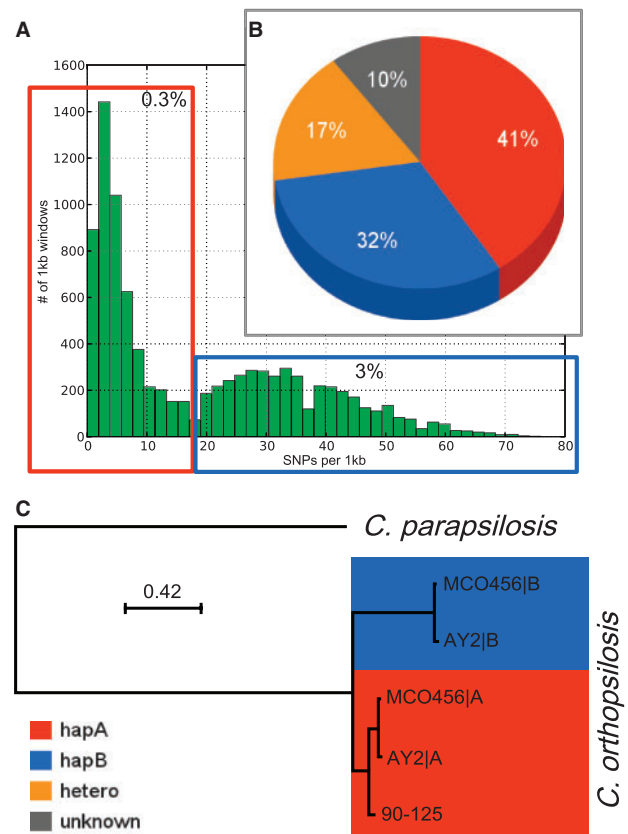 A
B
1600
1400
1200
1000
800
600
400
200
0
# of 1kb windows
0.3%
3%
0
10
20
30
40
50
60
70
80
SNPs per 1kb
10%
17%
41%
32%
C
C. parapsilosis
0.42
MCO456|B
AY2|B
MCO456|A
AY2|A
90-125
C. orthopsilosis
hapA
hapB
hetero
unknown